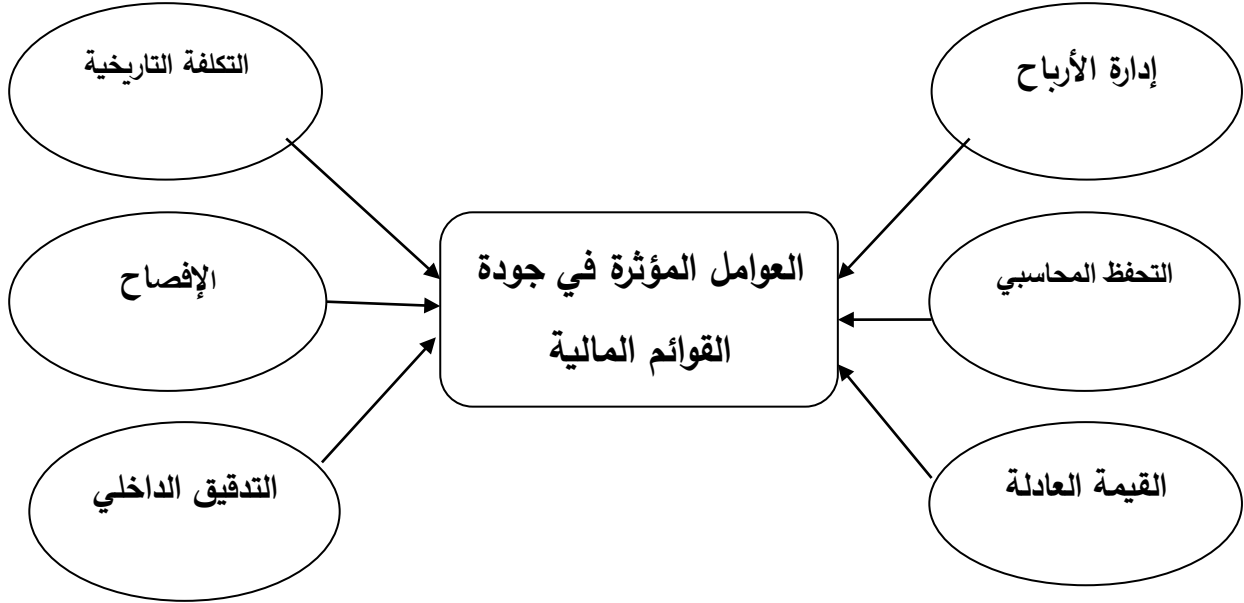 إدارة الأرباح
التكلفة التاريخية
العوامل المؤثرة في جودة
القوائم المالية
التحفظ المحاسبي
الإفصاح
القيمة العادلة
التدقيق الداخلي